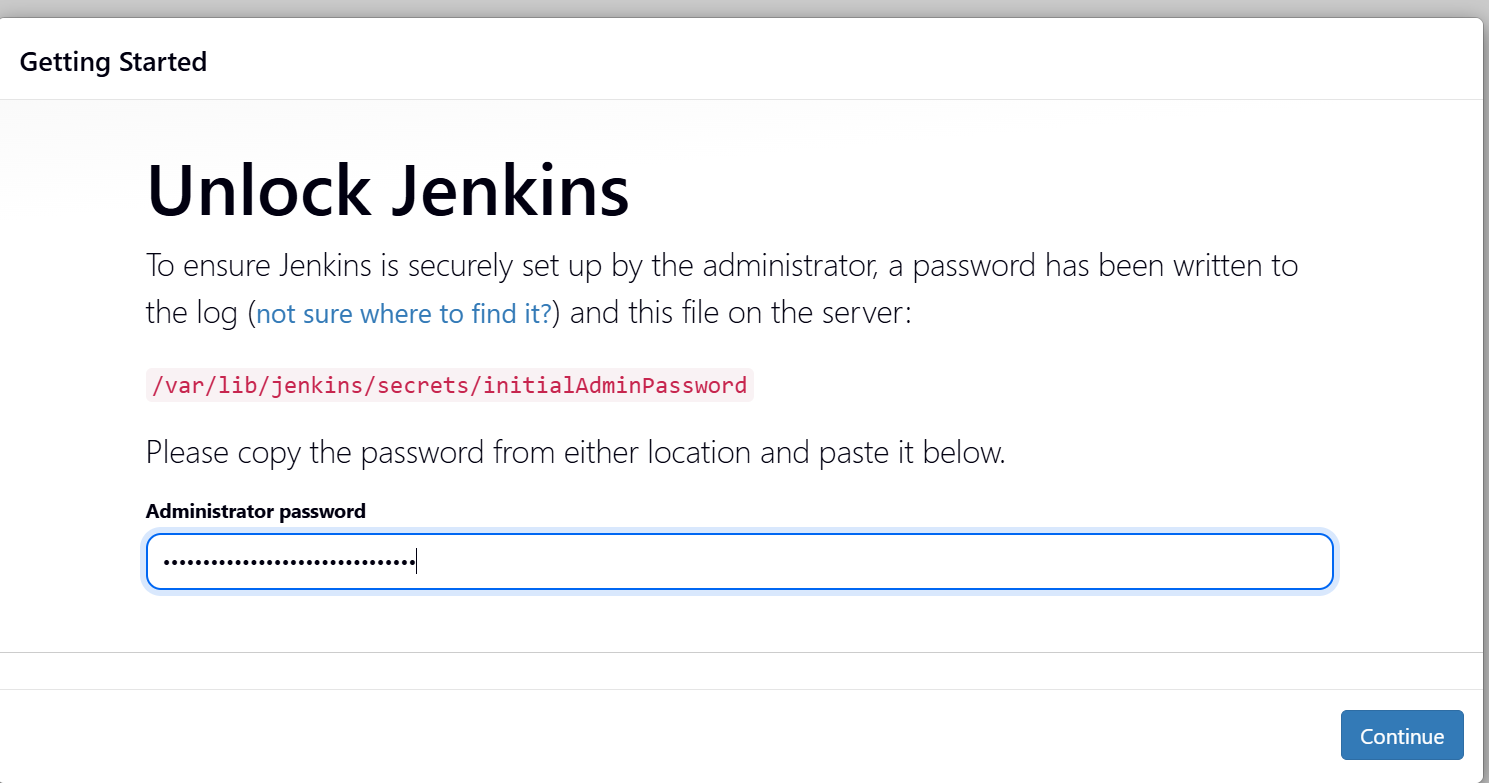 Getting Started
Unlock Jenkins
To ensure Jenkins is securely set up by the administrator, a password has been written to
the log (not sure where to find it?) and this file on the server:
/var/lib/jenkins/secrets/initialAdminPassword
Please copy the password from either location and paste it below.
Administrator password
••••••••••••••••••••••••••••••••
Continue